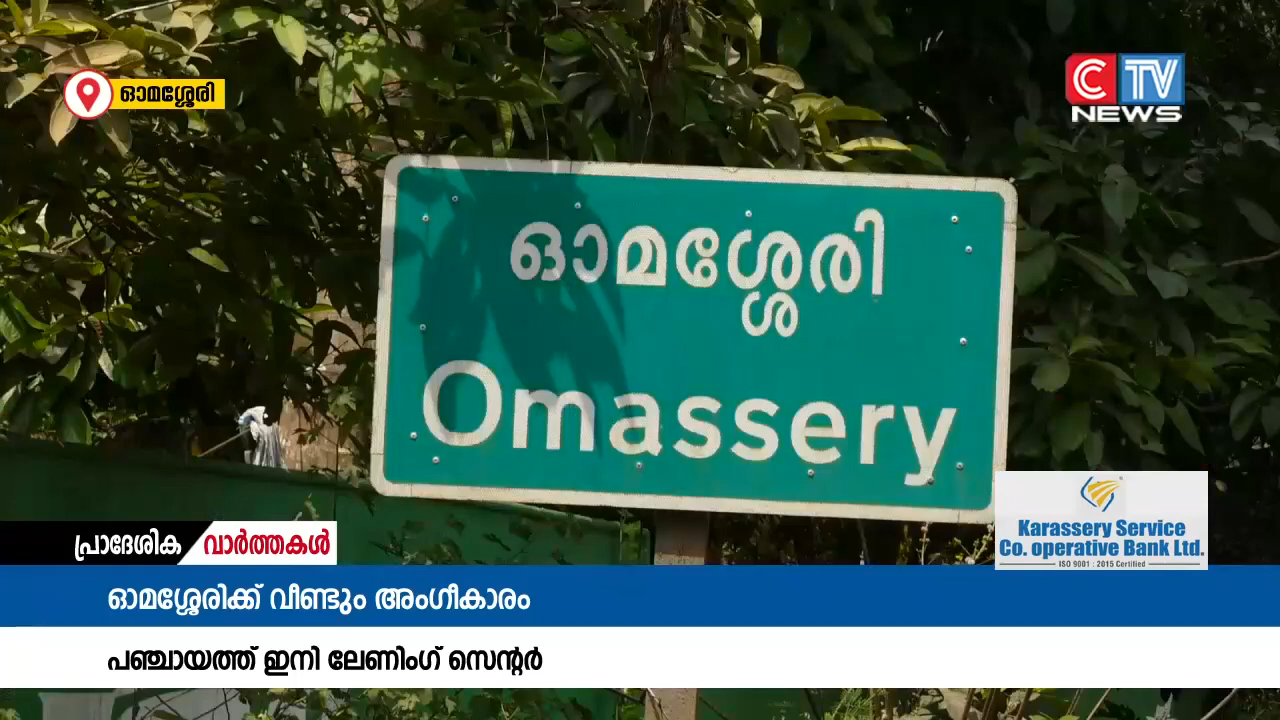 ഓമശ്ശേരി
CTV
NEWS
ഓമശ്ശേരി
Omassery
Karassery Service
Co. operative Bank Ltd.
ISO 9001 : 2015 Certified
പ്രാദേശിക വാർത്തകൾ
ഓമശ്ശേരിക്ക് വീണ്ടും അംഗീകാരം
പഞ്ചായത്ത് ഇനി ലേണിംഗ് സെന്റർ